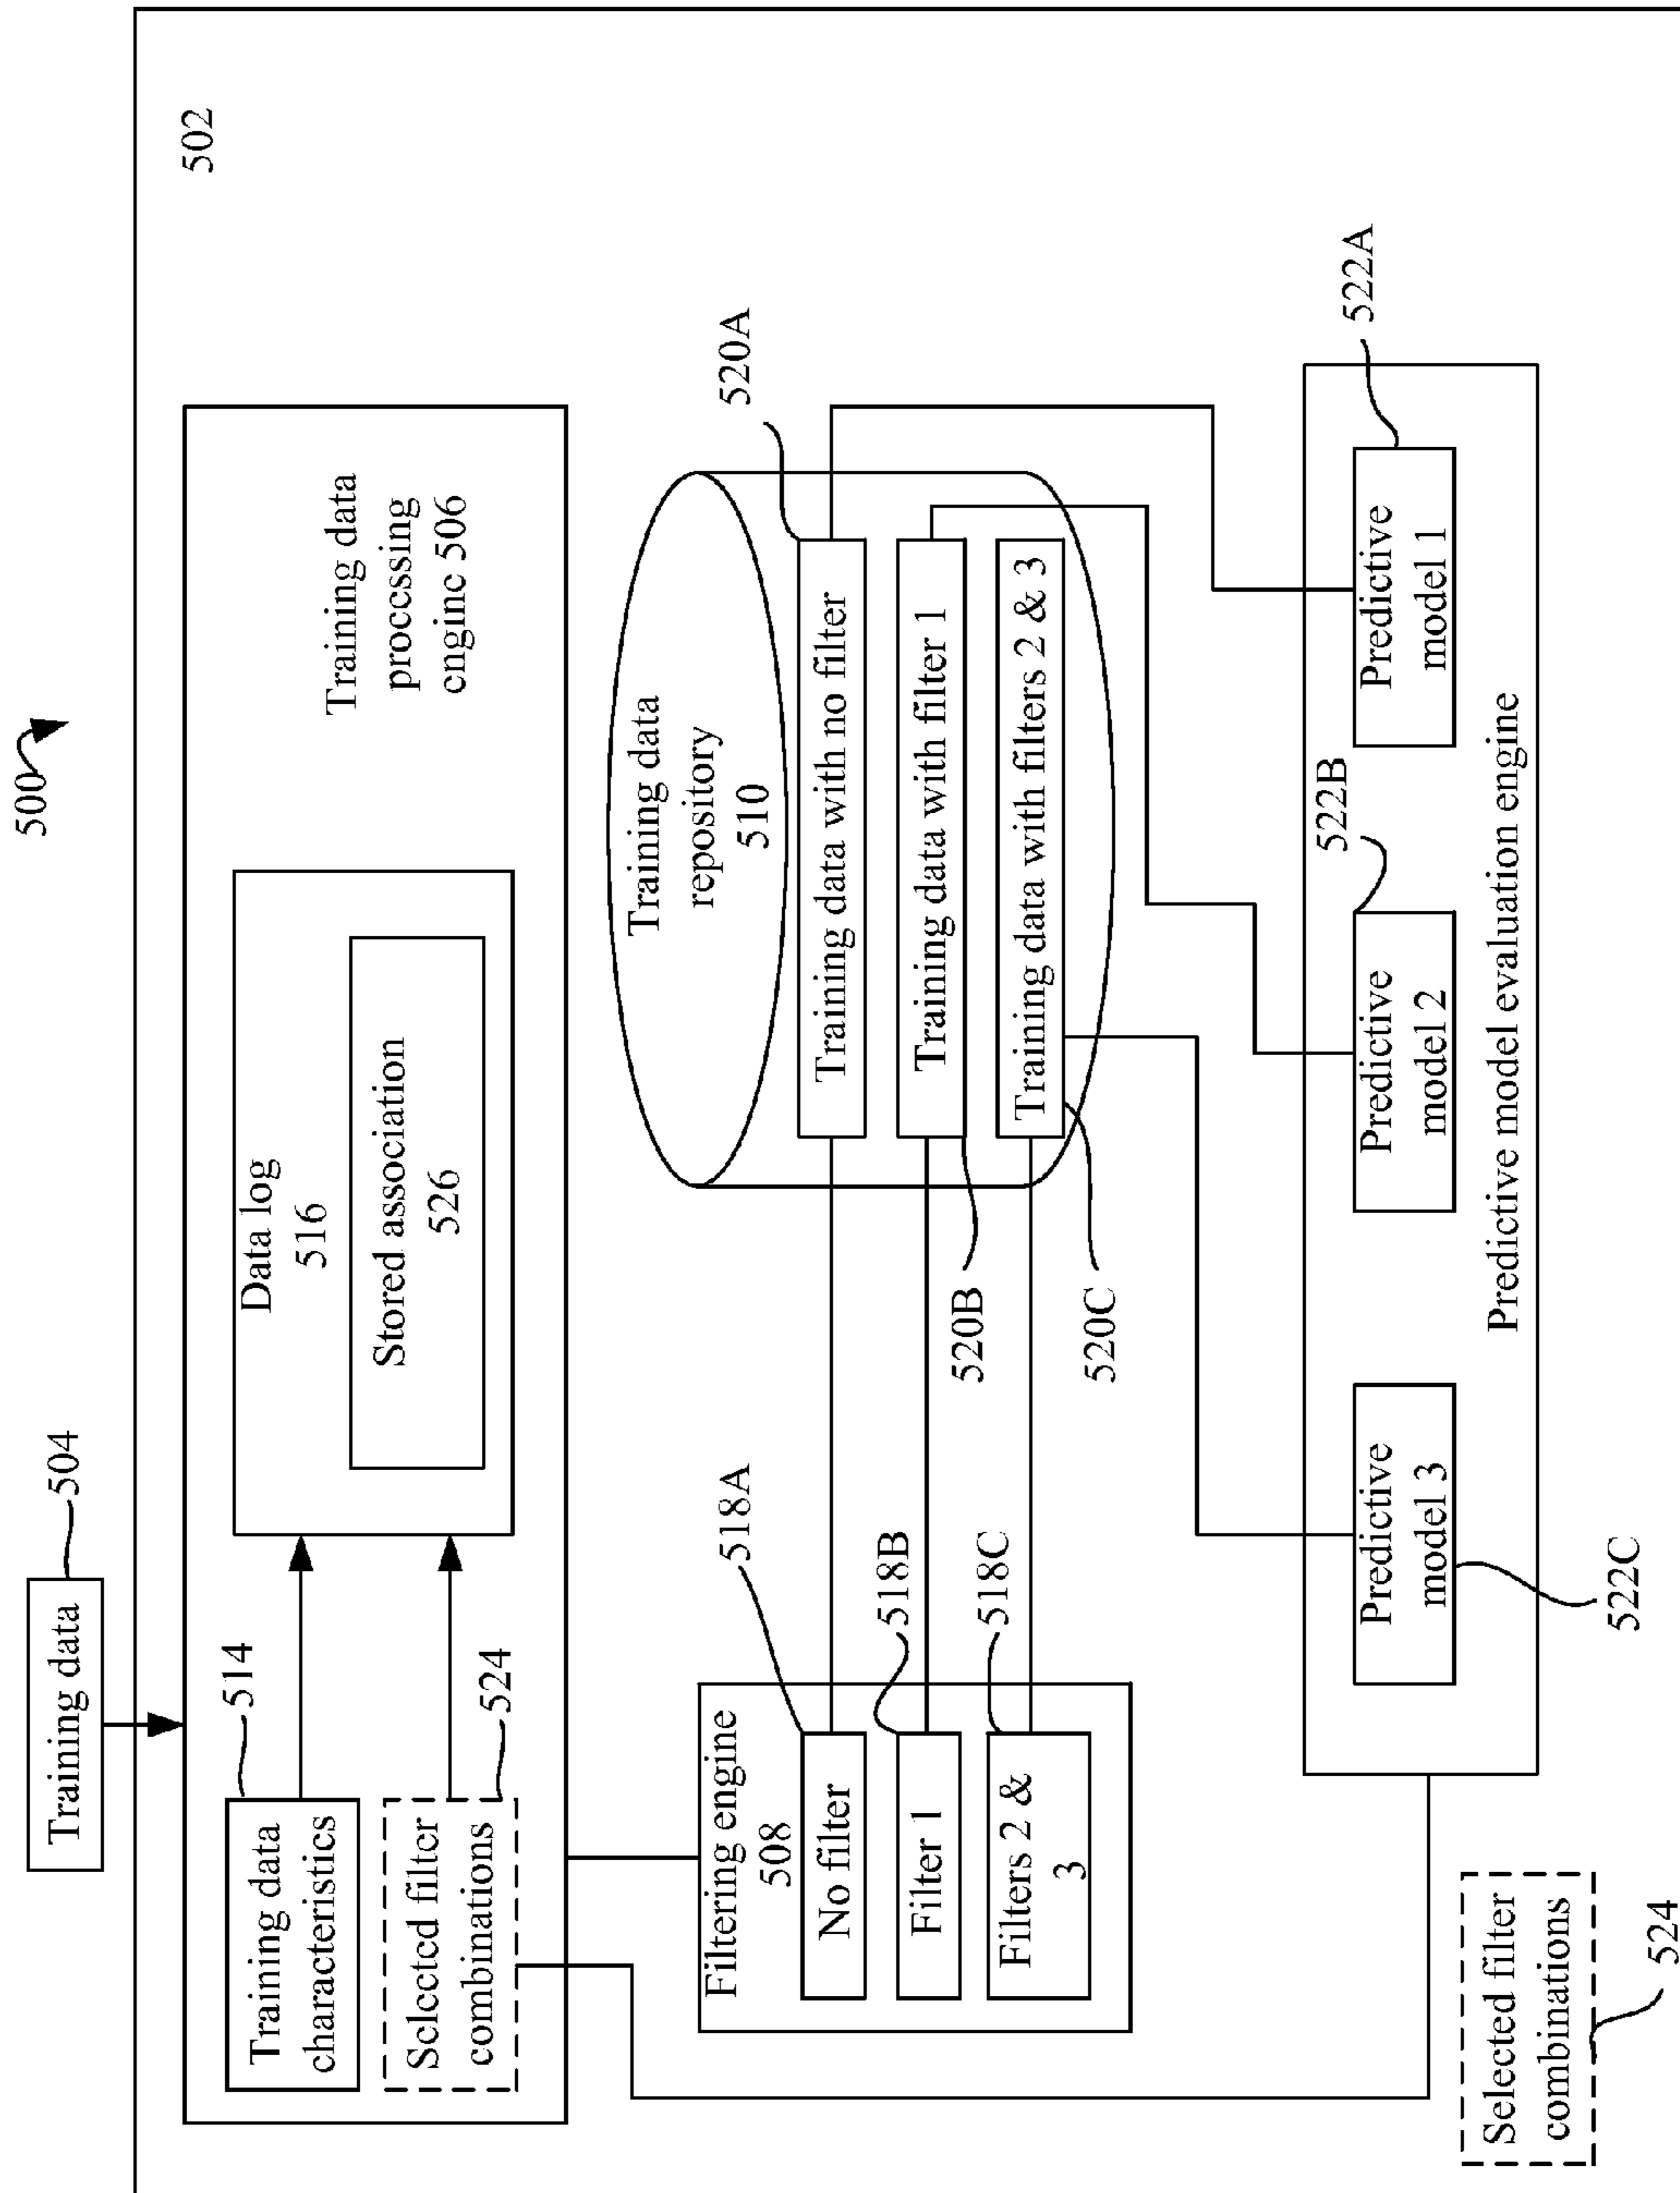 500
Training data
504
502
514
Training data
characteristics
Selected filter
combinations
524
Data log
516
Stored association
526
Training data
processing
engine 506
Filtering engine
508
No filter
Filter 1
Filters 2 &
3
518A
518B
518C
Training data
repository
510
Training data with no filter
Training data with filter 1
Training data with filters 2 & 3
520A
520B
520C
Predictive
model 3
Predictive
model 2
Predictive
model 1
522C
522B
522A
Predictive model evaluation engine
Selected filter
combinations
524